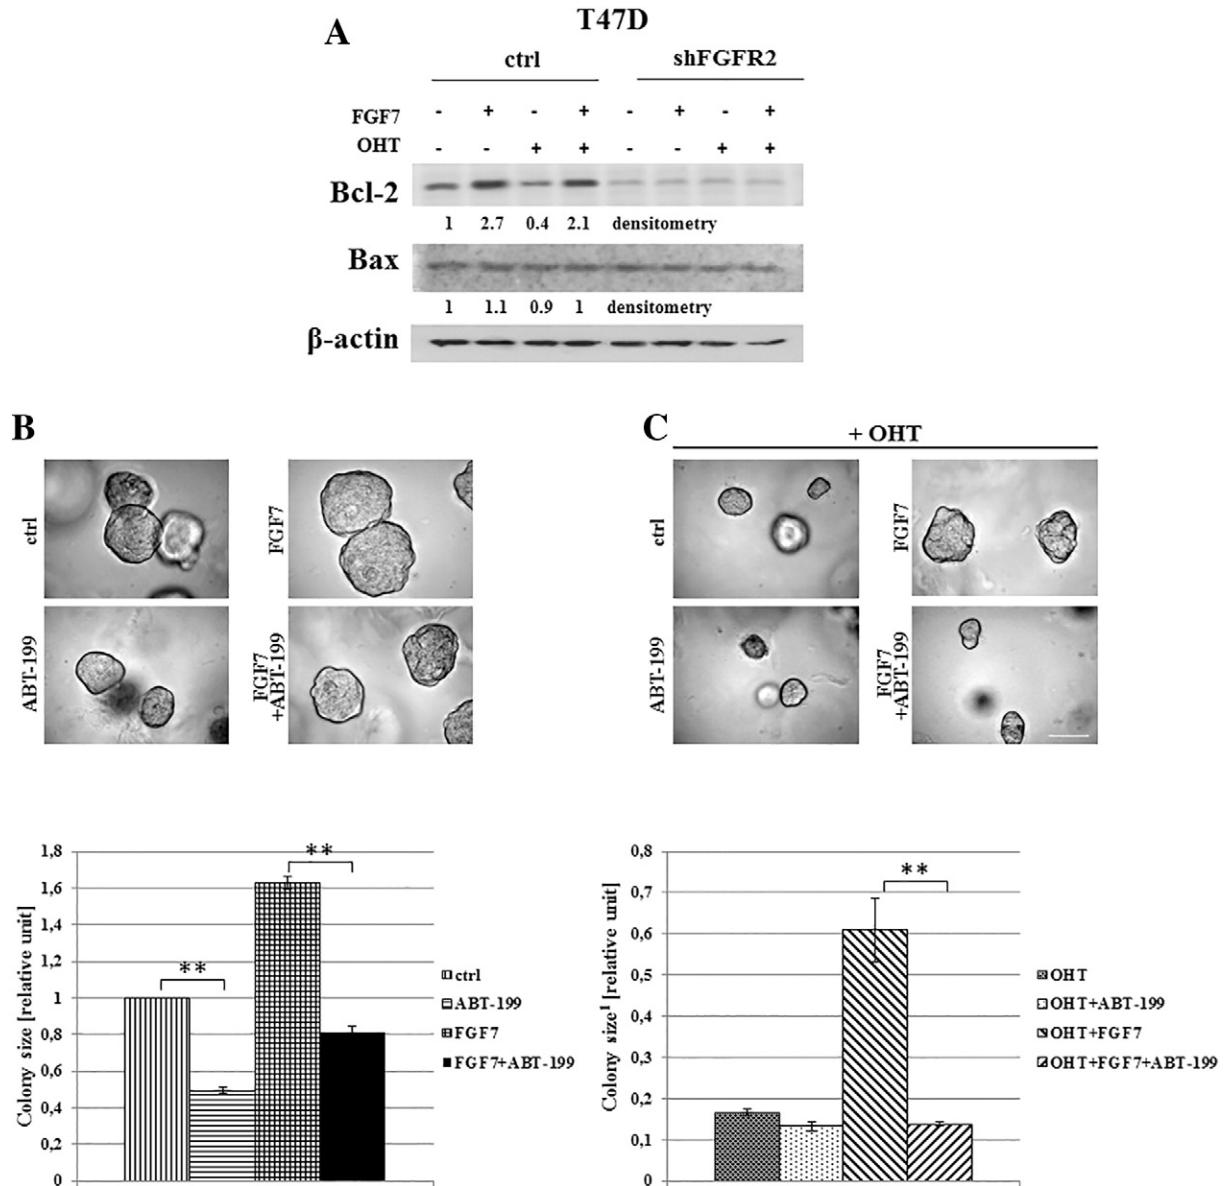 A
T47D
ctrl shFGFR2
FGF7 - + - + - + - +
OHT - - + + - - + +
Bcl-2
1 2.7 0.4 2.1 densitometry
Bax
1 1.1 0.9 1 densitometry
β-actin
B
ctrl
FGF7
ABT-199
FGF7
+ABT-199
C
+ OHT
ctrl
FGF7
ABT-199
FGF7
+ABT-199
Colony size [relative unit]
1,8
1,6
1,4
1,2
1
0,8
0,6
0,4
0,2
0
**
**
ctrl
ABT-199
FGF7
FGF7+ABT-199
Colony size¹ [relative unit]
0,8
0,7
0,6
0,5
0,4
0,3
0,2
0,1
0
**
OHT
OHT+ABT-199
OHT+FGF7
OHT+FGF7+ABT-199